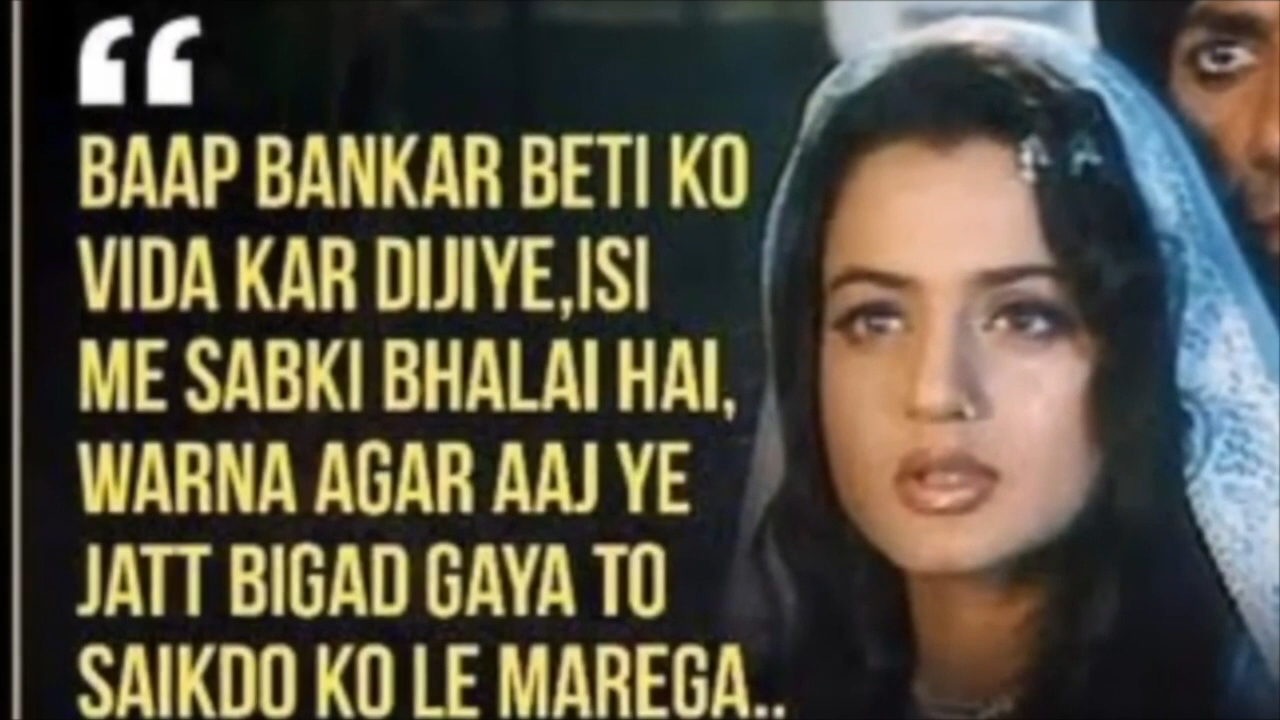 “
BAAP BANKAR BETI KO
VIDA KAR DIJIYE,ISI
ME SABKI BHALAI HAI,
WARNA AGAR AAJ YE
JATT BIGAD GAYA TO
SAIKDO KO LE MAREGA..